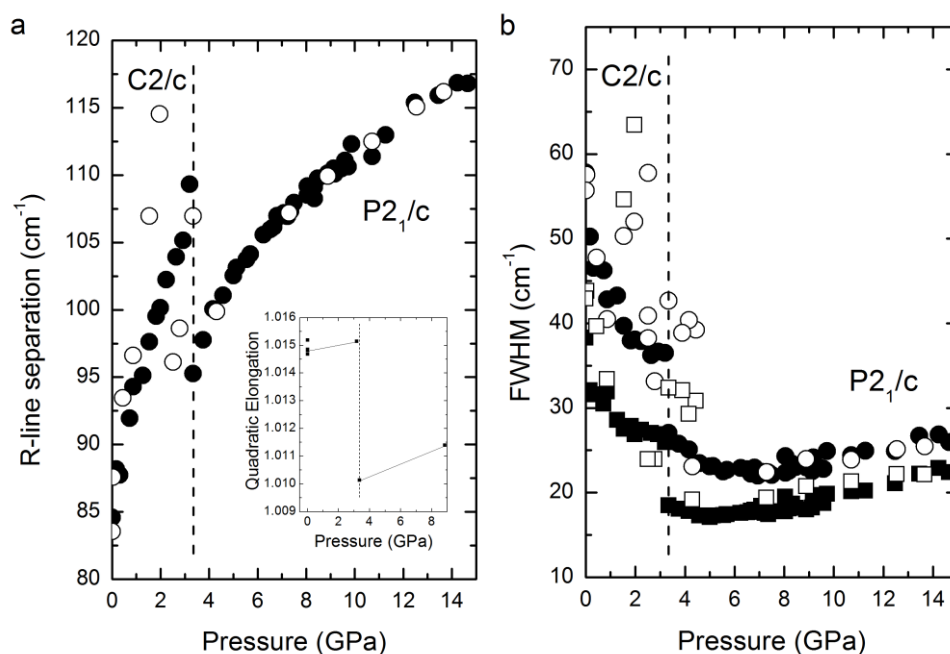 a
R-line separation (cm⁻¹)
120
115
110
105
100
95
90
85
80
C2/c
P2₁/c
0 2 4 6 8 10 12 14
Pressure (GPa)
Quadratic Elongation
1.016
1.015
1.014
1.013
1.012
1.011
1.010
1.009
0 2 4 6 8
Pressure (GPa)
b
FWHM (cm⁻¹)
70
60
50
40
30
20
10
C2/c
P2₁/c
0 2 4 6 8 10 12 14
Pressure (GPa)